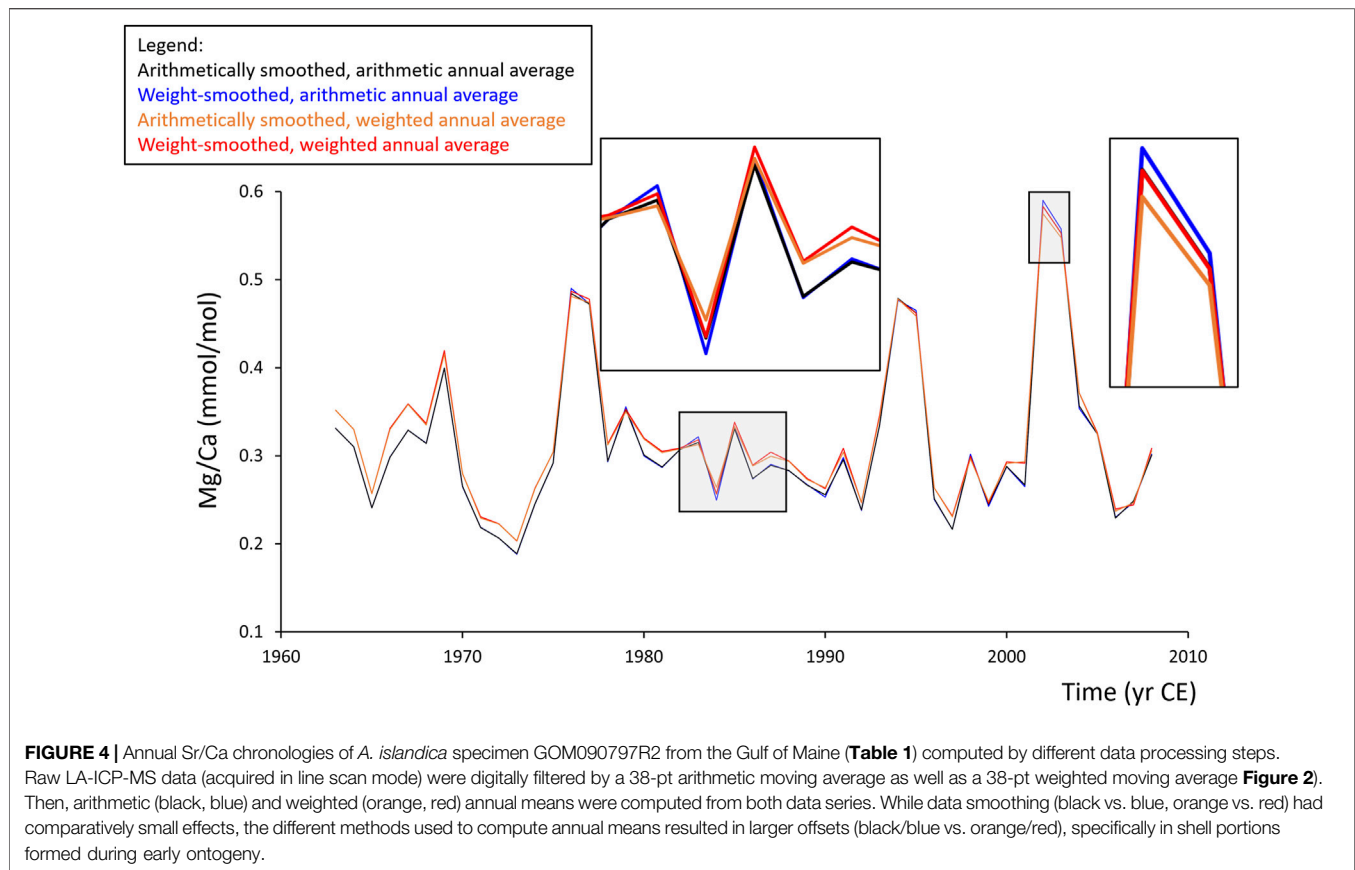 Legend:
Arithmetically smoothed, arithmetic annual average
Weight-smoothed, arithmetic annual average
Arithmetically smoothed, weighted annual average
Weight-smoothed, weighted annual average
0.6
0.5
0.4
0.3
0.2
0.1
Mg/Ca (mmol/mol)
1960
1970
1980
1990
2000
2010
Time (yr CE)
FIGURE 4 | Annual Sr/Ca chronologies of A. islandica specimen GOM090797R2 from the Gulf of Maine (Table 1) computed by different data processing steps.
Raw LA-ICP-MS data (acquired in line scan mode) were digitally filtered by a 38-pt arithmetic moving average as well as a 38-pt weighted moving average Figure 2).
Then, arithmetic (black, blue) and weighted (orange, red) annual means were computed from both data series. While data smoothing (black vs. blue, orange vs. red) had
comparatively small effects, the different methods used to compute annual means resulted in larger offsets (black/blue vs. orange/red), specifically in shell portions
formed during early ontogeny.